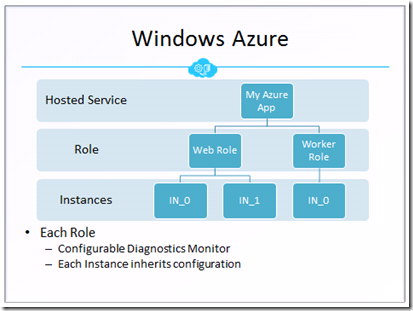 Windows Azure
Hosted Service
My Azure
App
Role
Web Role
Worker
Role
Instances
IN_0
IN_1
IN_0
• Each Role
– Configurable Diagnostics Monitor
– Each Instance inherits configuration